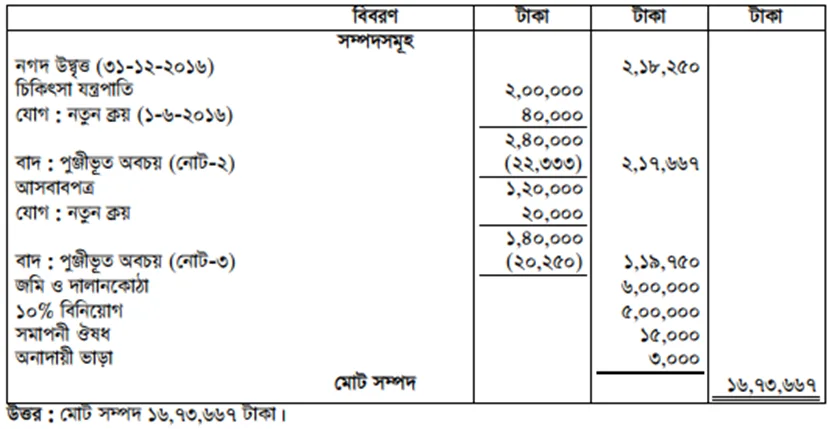 বিবরণ টাকা টাকা টাকা
সম্পদসমূহ
নগদ উদ্বৃত্ত (৩১-১২-২০১৬) ২,১৮,২৫০
চিকিৎসা যন্ত্রপাতি ২,০০,০০০
যোগ : নতুন ক্রয় (১-৬-২০১৬) ৪০,০০০
২,৪০,০০০
বাদ : পুঞ্জীভূত অবচয় (নোট-২) (২২,৩৩৩) ২,১৭,৬৬৭
আসবাবপত্র ১,২০,০০০
যোগ : নতুন ক্রয় ২০,০০০
১,৪০,০০০
বাদ : পুঞ্জীভূত অবচয় (নোট-৩) (২০,২৫০) ১,১৯,৭৫০
জমি ও দালানকোঠা ৬,০০,০০০
১০% বিনিয়োগ ৫,০০,০০০
সমাপনী ঔষধ ১৫,০০০
অনাদায়ী ভাড়া ৩,০০০
মোট সম্পদ ১৬,৭৩,৬৬৭
উত্তর : মোট সম্পদ ১৬,৭৩,৬৬৭ টাকা।